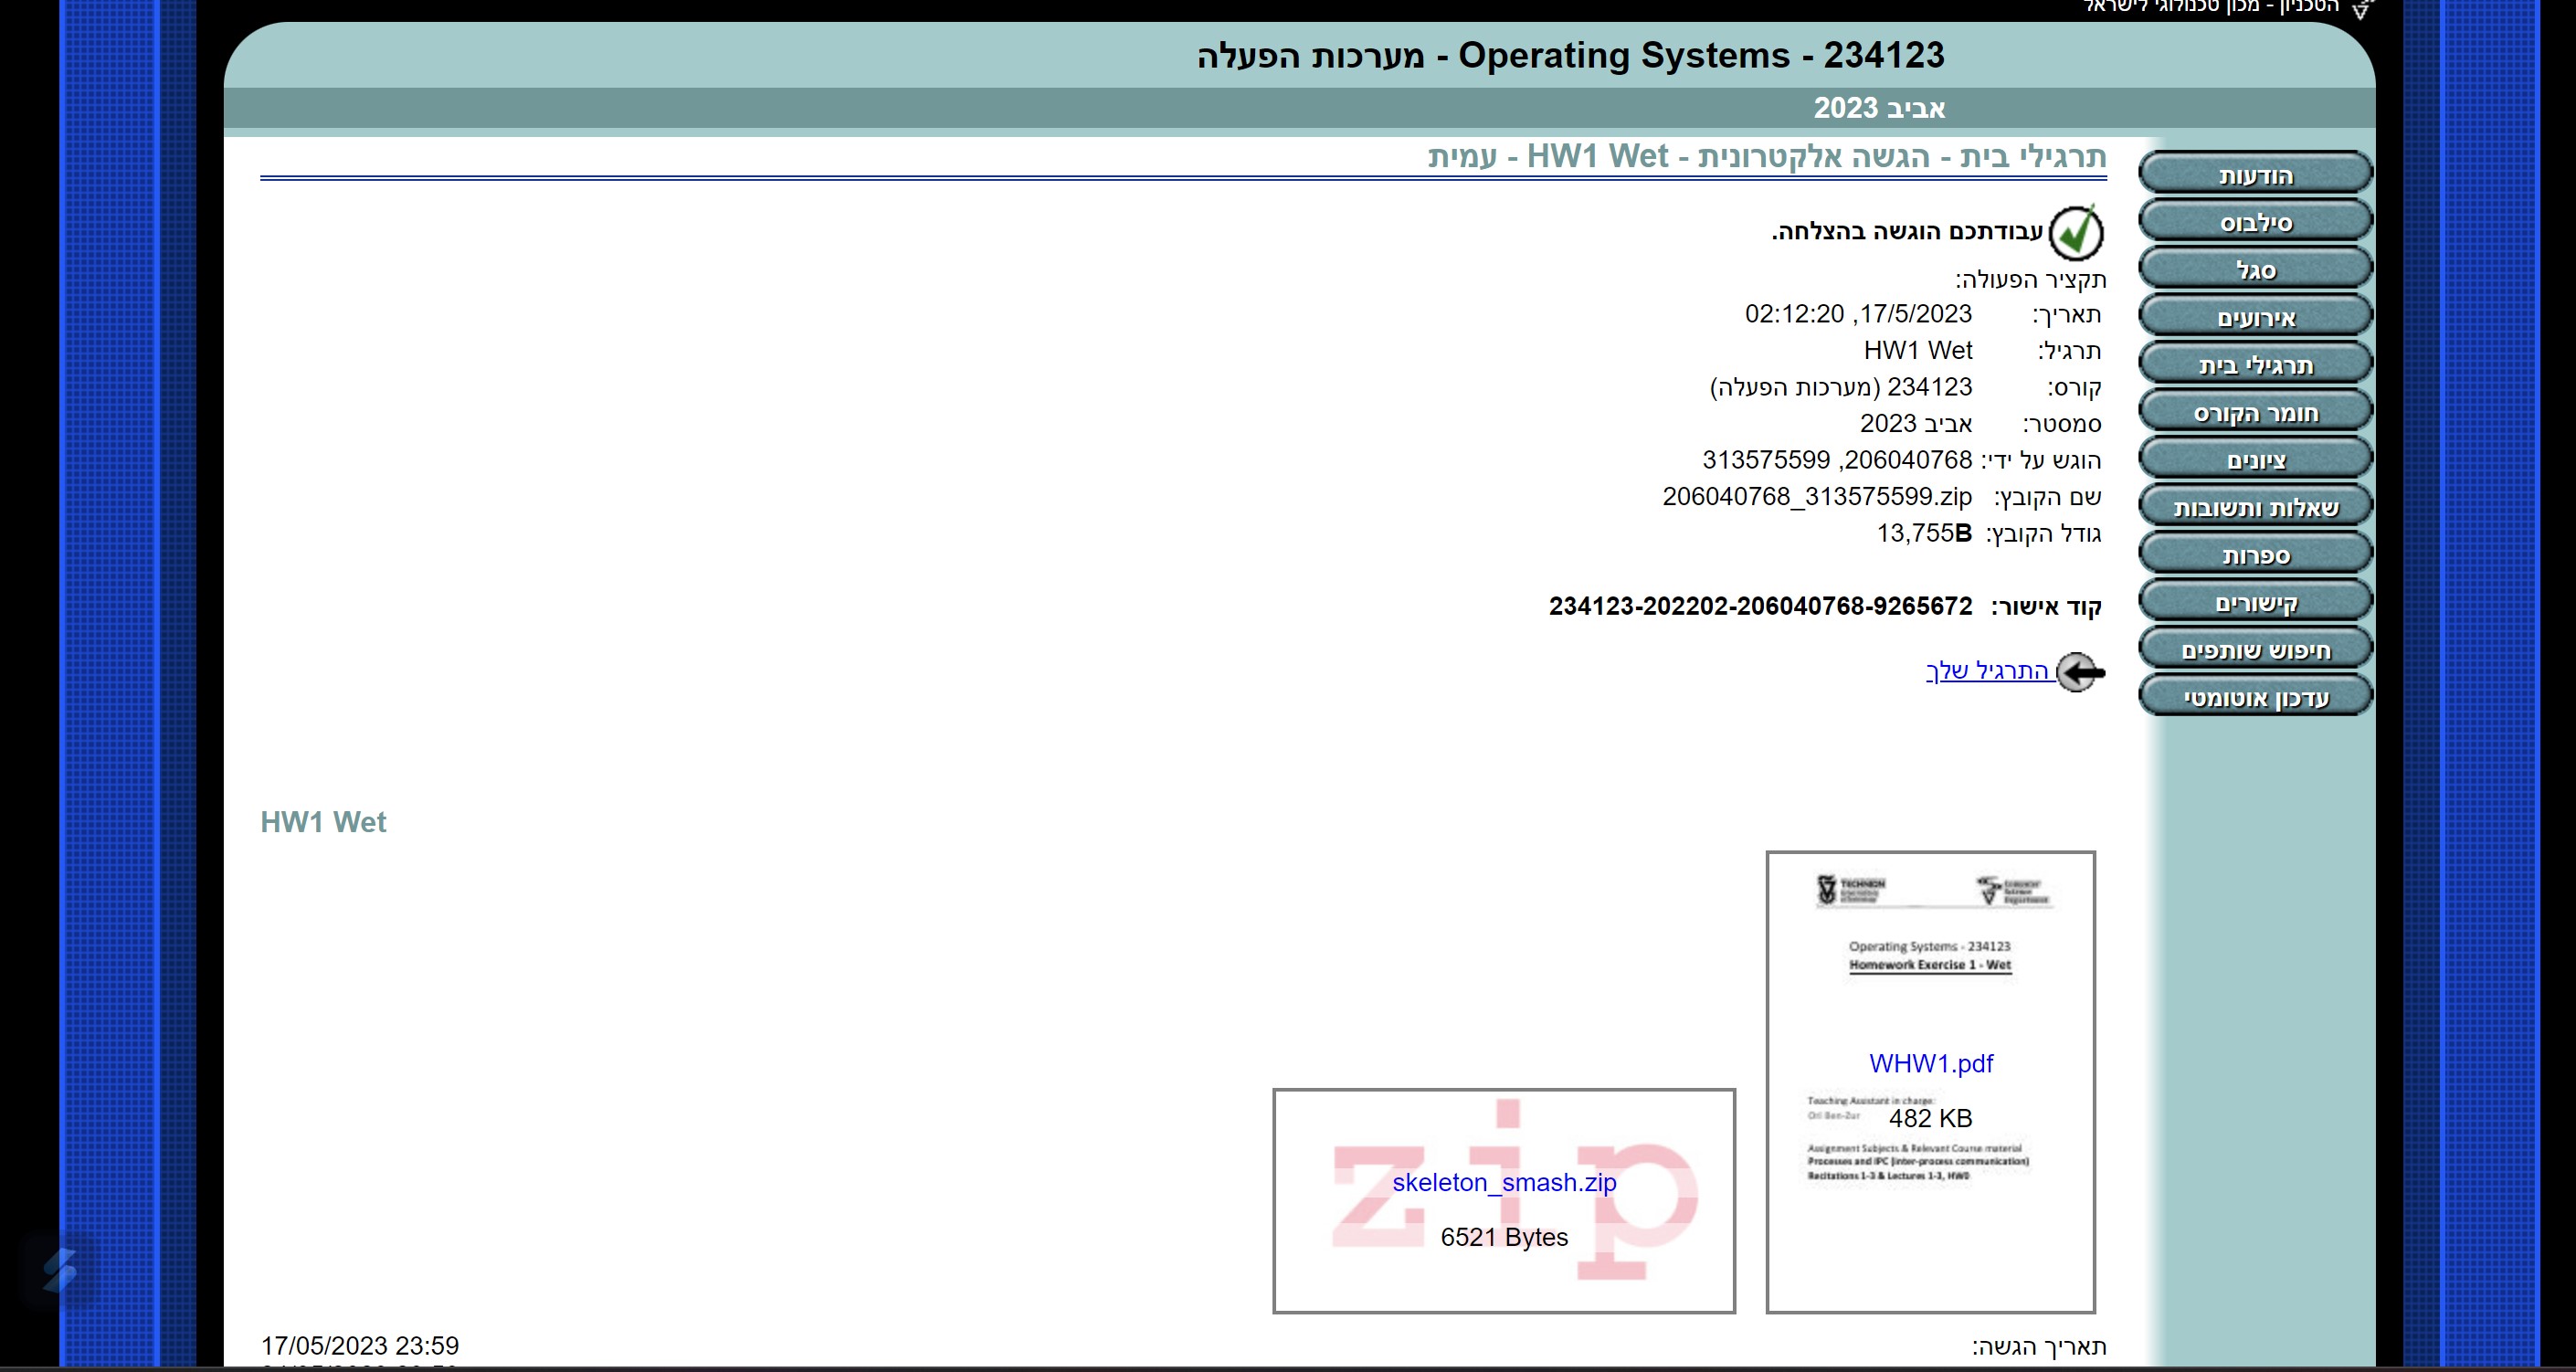 הטכניון - מכון טכנולוגי לישראל
234123 - Operating Systems - מערכות הפעלה
אביב 2023
תרגילי בית - הגשה אלקטרונית - HW1 Wet - עמית
הודעות
סילבוס
סגל
אירועים
תרגילי בית
חומר הקורס
ציונים
שאלות ותשובות
ספרות
קישורים
חיפוש שותפים
עדכון אוטומטי
עבודתכם הוגשה בהצלחה.
תקציר הפעולה:
תאריך: 17/5/2023, 02:12:20
תרגיל: HW1 Wet
קורס: 234123 (מערכות הפעלה)
סמסטר: אביב 2023
הוגש על ידי: 206040768, 313575599
שם הקובץ: 206040768_313575599.zip
גודל הקובץ: 13,755B
קוד אישור: 234123-202202-206040768-9265672
התרגיל שלך
HW1 Wet
TECHNION
Operating Systems - 234123
Homework Exercise 1 - Wet
WHW1.pdf
Teaching Assistant in charge:
Ori Ben-Zur
482 KB
Assignment Subjects & Relevant Course material
Processes and IPC (inter-process communication)
Recitations 1-3 & Lectures 1-3, HW0
zip
skeleton_smash.zip
6521 Bytes
תאריך הגשה: 17/05/2023 23:59